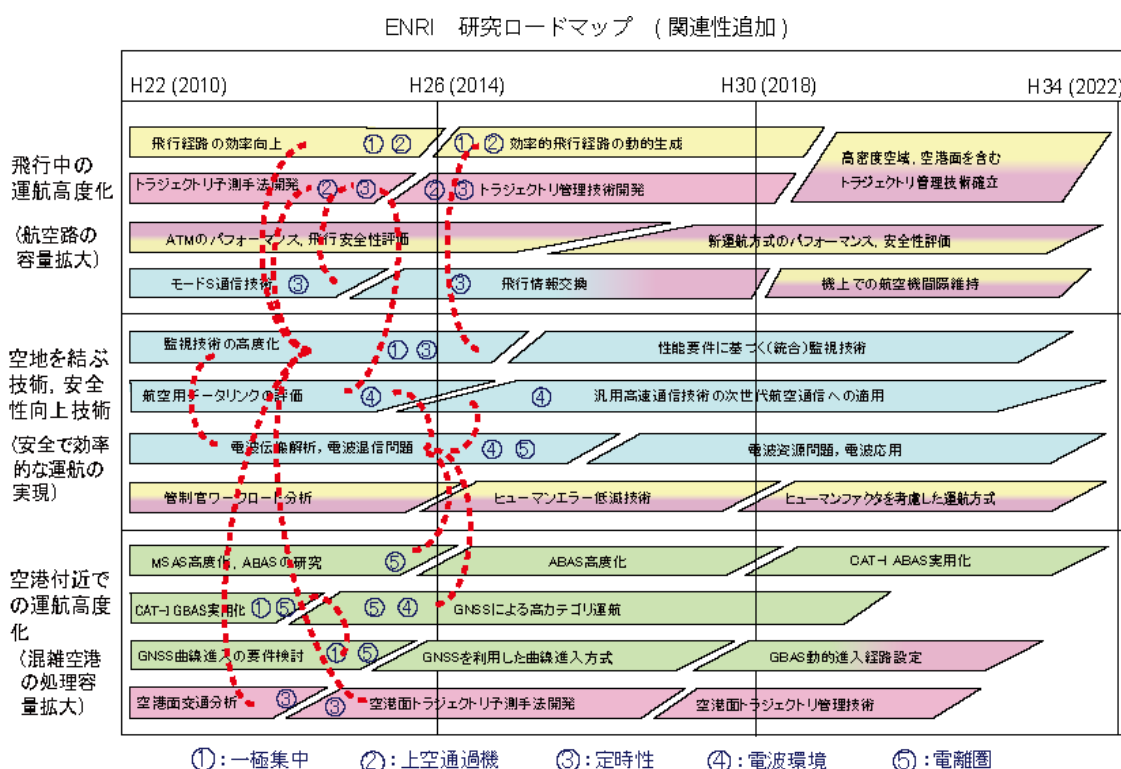 ENRI 研究ロードマップ (関連性追加)
H22 (2010) H26 (2014) H30 (2018) H34 (2022)
飛行中の
運航高度化
(航空路の
容量拡大)
飛行経路の効率向上 ① ②
① ② 効率的飛行経路の動的生成
高密度空域, 空港面を含む
トラジェクトリ管理技術確立
トラジェクトリ予測手法開発 ② ③
② ③ トラジェクトリ管理技術開発
ATMのパフォーマンス, 飛行安全性評価
新運航方式のパフォーマンス, 安全性評価
モードS通信技術 ③
③ 飛行情報交換
機上での航空機間隔維持
空地を結ぶ
技術, 安全
性向上技術
(安全で効率
的な運航の
実現)
監視技術の高度化 ① ③
性能要件に基づく(統合)監視技術
航空用データリンクの評価 ④
④ 汎用高速通信技術の次世代航空通信への適用
電波伝搬解析, 電波混信問題 ④ ⑤
電波資源問題, 電波応用
管制官ワークロード分析
ヒューマンエラー低減技術
ヒューマンファクタを考慮した運航方式
空港付近で
の運航高度
化
(混雑空港
の処理容
量拡大)
MSAS高度化, ABASの研究 ⑤
ABAS高度化
CAT-I ABAS実用化
CAT-I GBAS実用化 ① ⑤
⑤ ④ GNSSによる高カテゴリ運航
GNSS曲線進入の要件検討 ① ⑤
GNSSを利用した曲線進入方式
GBAS動的進入経路設定
空港面交通分析 ③
③ 空港面トラジェクトリ予測手法開発
空港面トラジェクトリ管理技術
①:一極集中 ②:上空通過機 ③:定時性 ④:電波環境 ⑤:電離圏